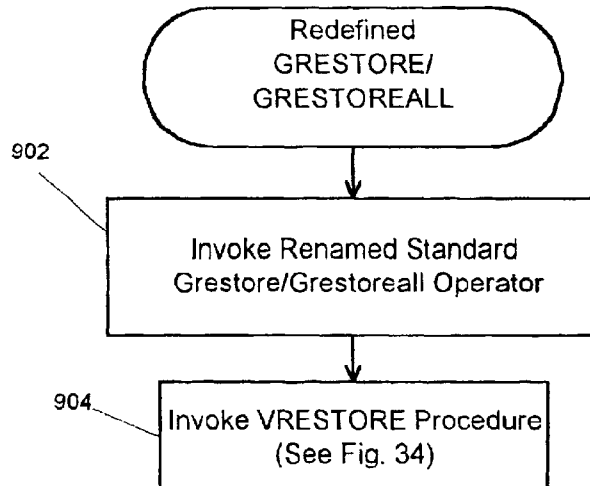 Redefined
GRESTORE/
GRESTOREALL
902
Invoke Renamed Standard
Grestore/Grestoreall Operator
904
Invoke VRESTORE Procedure
(See Fig. 34)